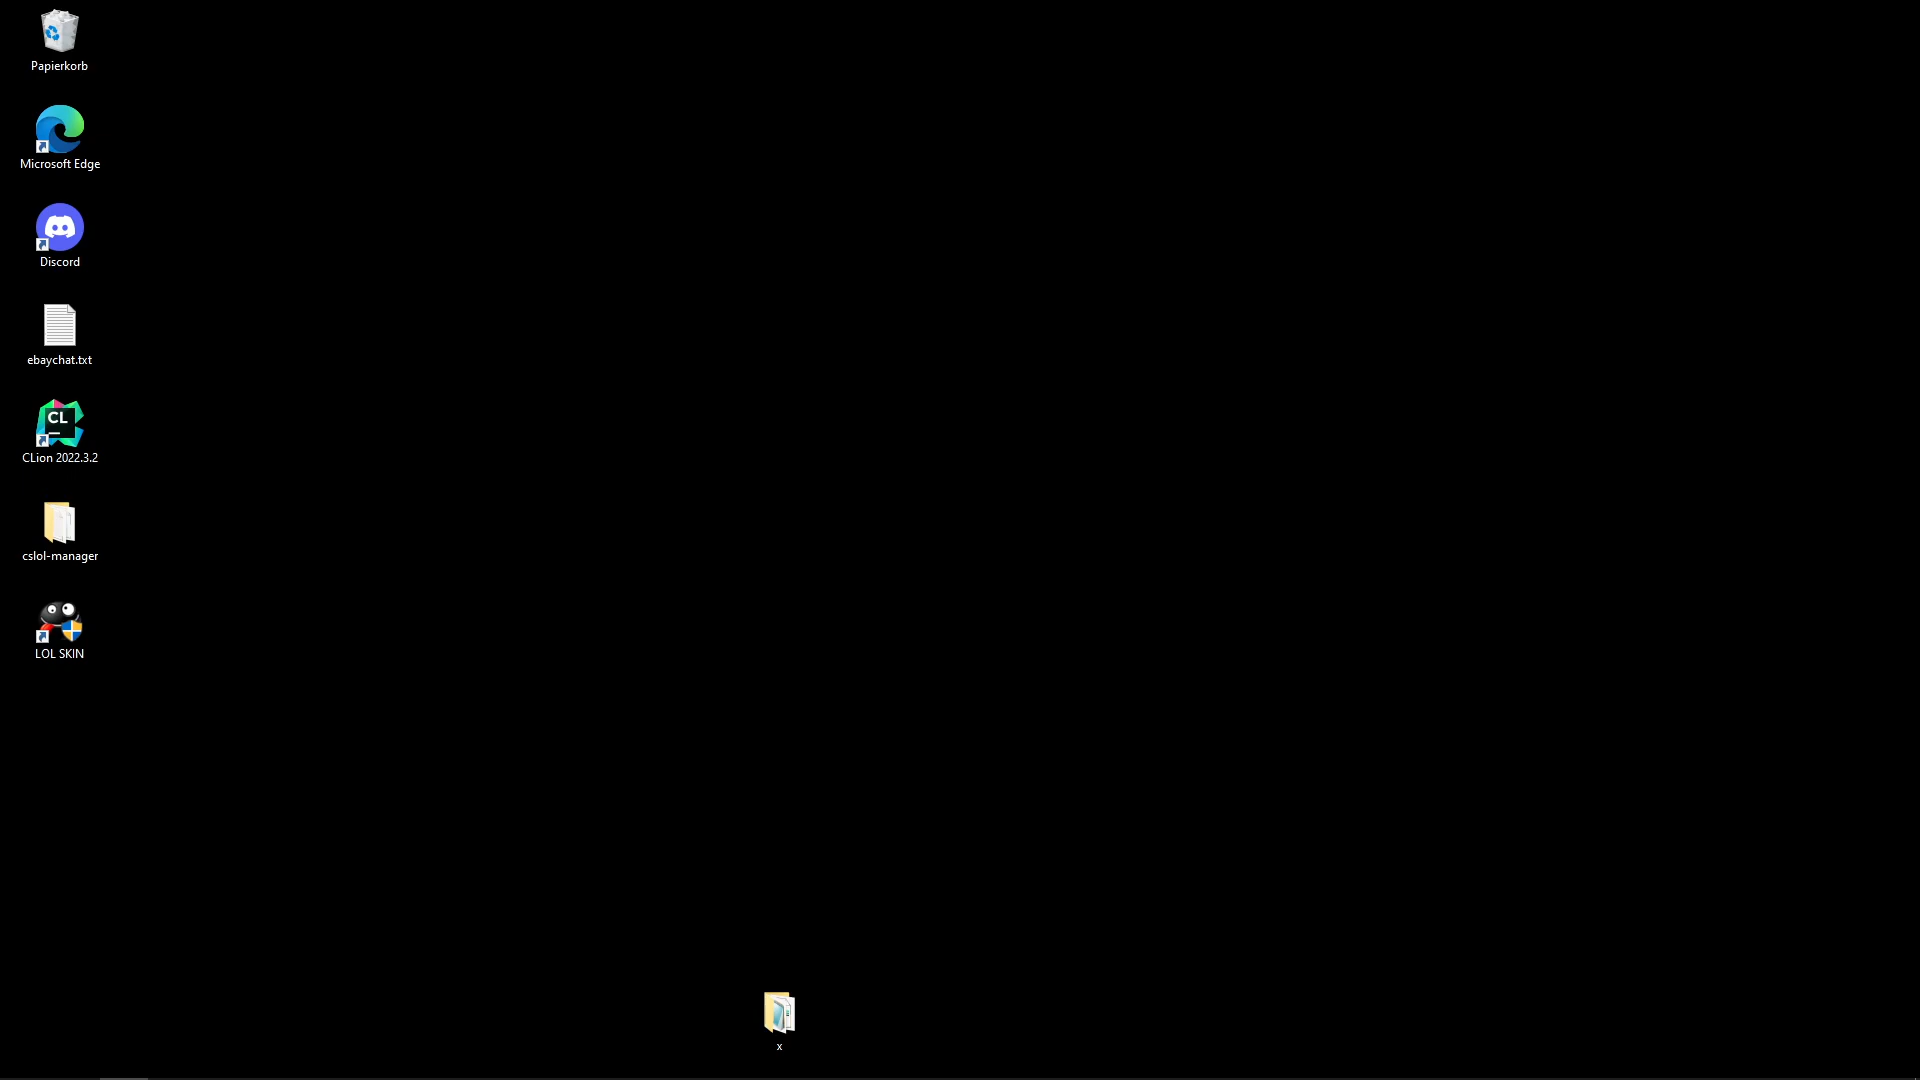 Papierkorb
Microsoft Edge
Discord
ebaychat.txt
CL
CLion 2022.3.2
cslol-manager
LOL SKIN
x